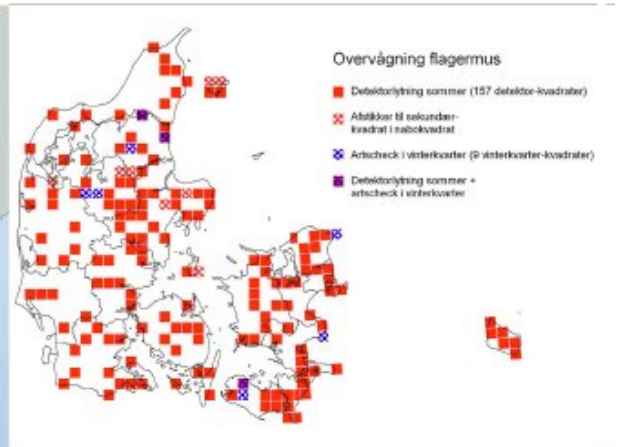 Overvågning flagermus
Detektorlytning sommer (157 detektor-kvadrater)
Afstikker til sekundær-
kvadrat i nabokvadrat
Artscheck i vinterkvarter (9 vinterkvarter-kvadrater)
Detektorlytning sommer +
artscheck i vinterkvarter